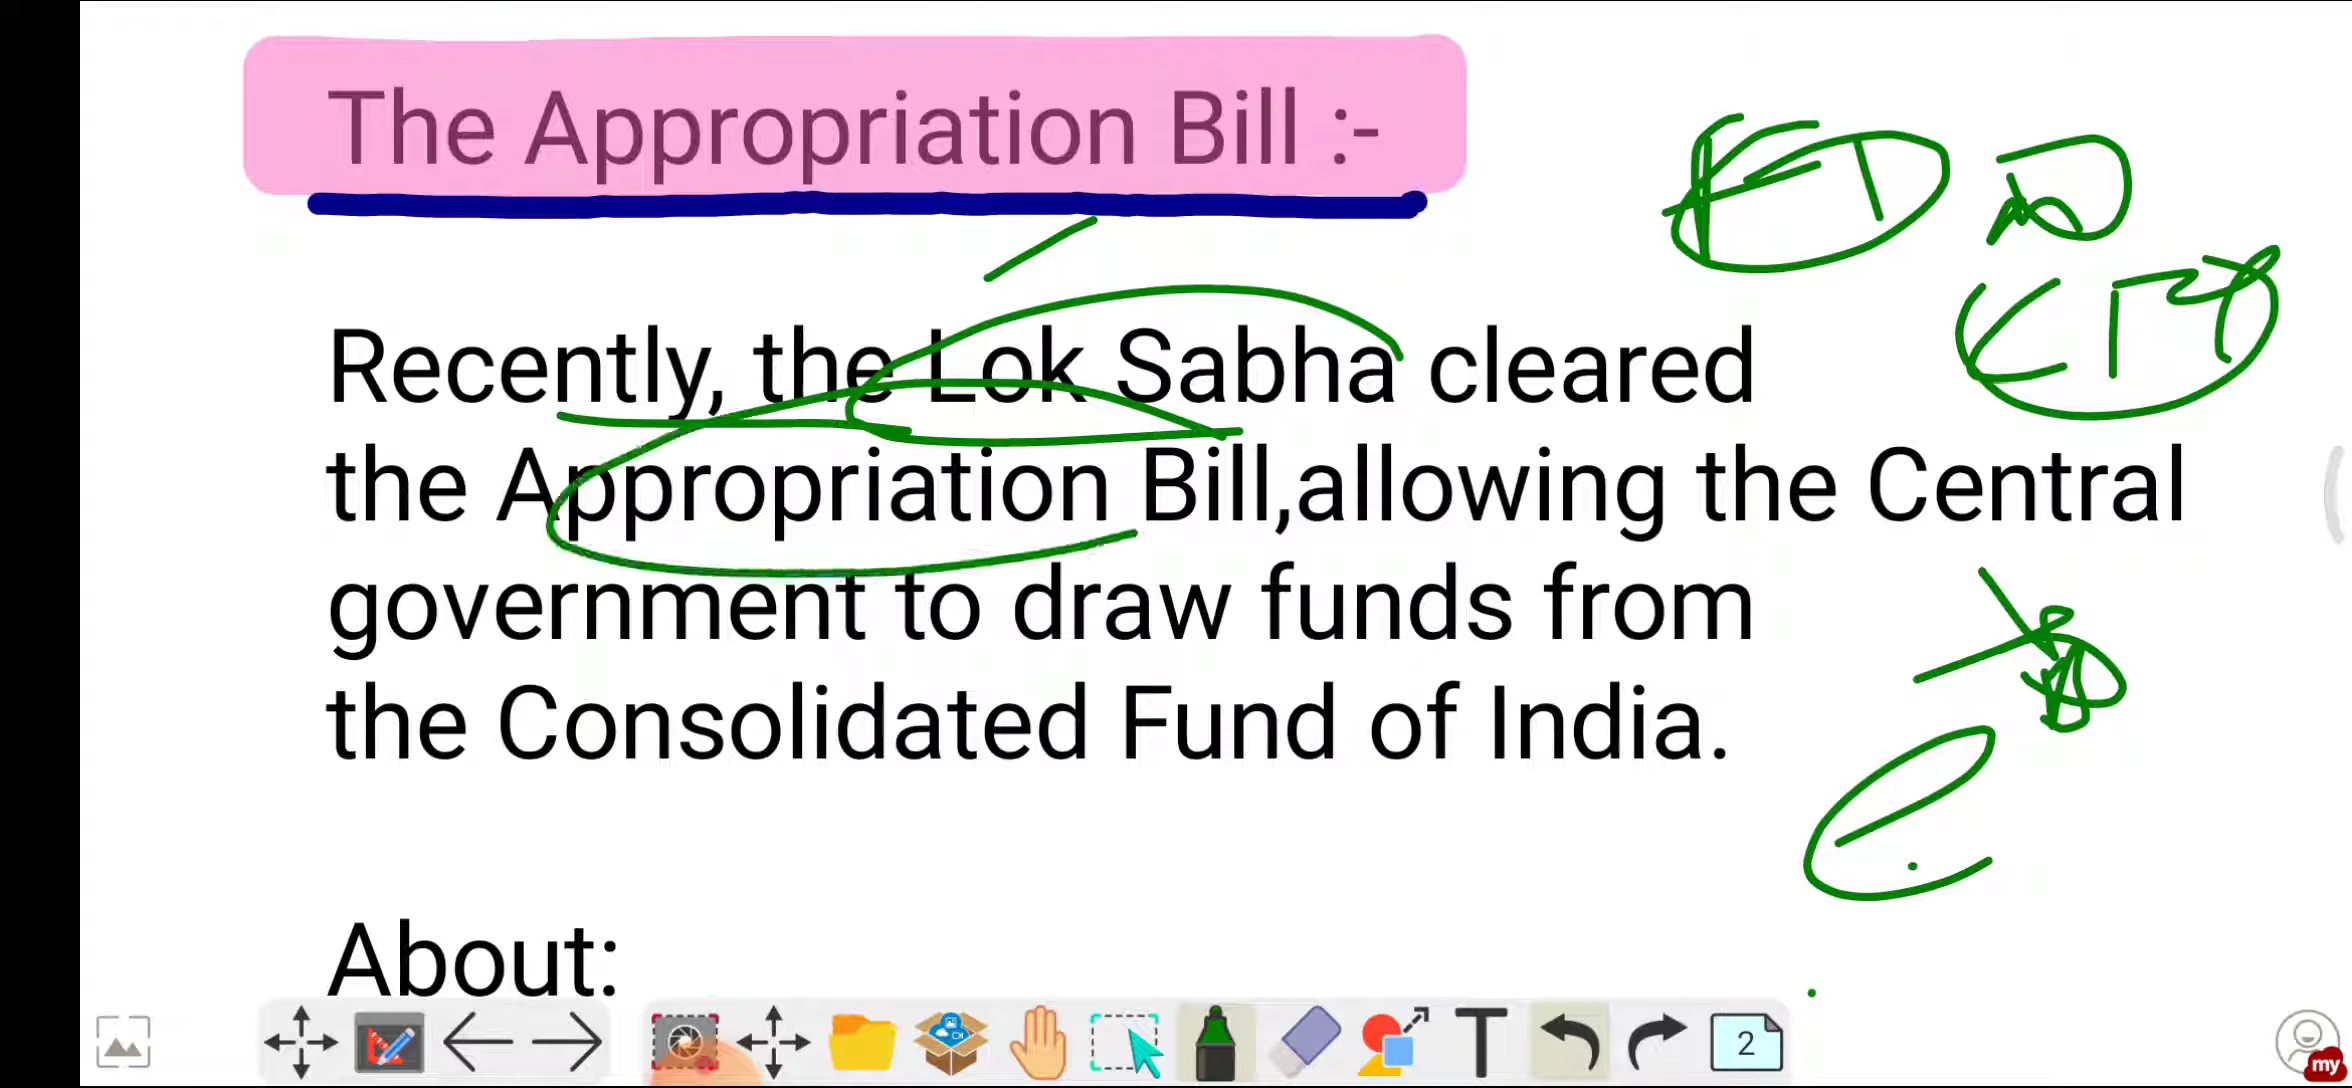 The Appropriation Bill :-
Recently, the Lok Sabha cleared
the Appropriation Bill,allowing the Central
government to draw funds from
the Consolidated Fund of India.
About:
T
2
my